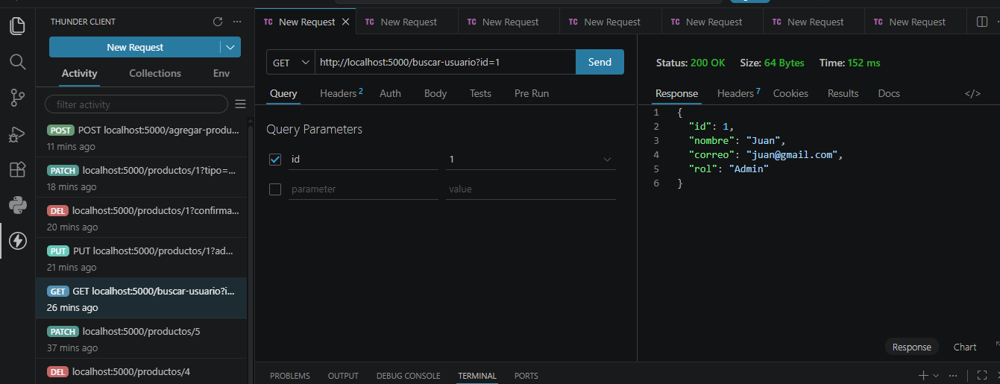 THUNDER CLIENT
New Request
Activity Collections Env
filter activity
POST POST localhost:5000/agregar-produ...
11 mins ago
PATCH localhost:5000/productos/1?tipo=...
18 mins ago
DEL localhost:5000/productos/1?confirma...
20 mins ago
PUT PUT localhost:5000/productos/1?ad...
21 mins ago
GET GET localhost:5000/buscar-usuario?i...
26 mins ago
PATCH localhost:5000/productos/5
37 mins ago
DEL localhost:5000/productos/4
TC New Request TC New Request TC New Request TC New Request TC New Request TC New Request TC New Request
GET http://localhost:5000/buscar-usuario?id=1 Send
Query Headers 2 Auth Body Tests Pre Run
Query Parameters
id 1
parameter value
Status: 200 OK Size: 64 Bytes Time: 152 ms
Response Headers 7 Cookies Results Docs </>
1 {
2 "id": 1,
3 "nombre": "Juan",
4 "correo": "juan@gmail.com",
5 "rol": "Admin"
6 }
Response Chart
PROBLEMS OUTPUT DEBUG CONSOLE TERMINAL PORTS